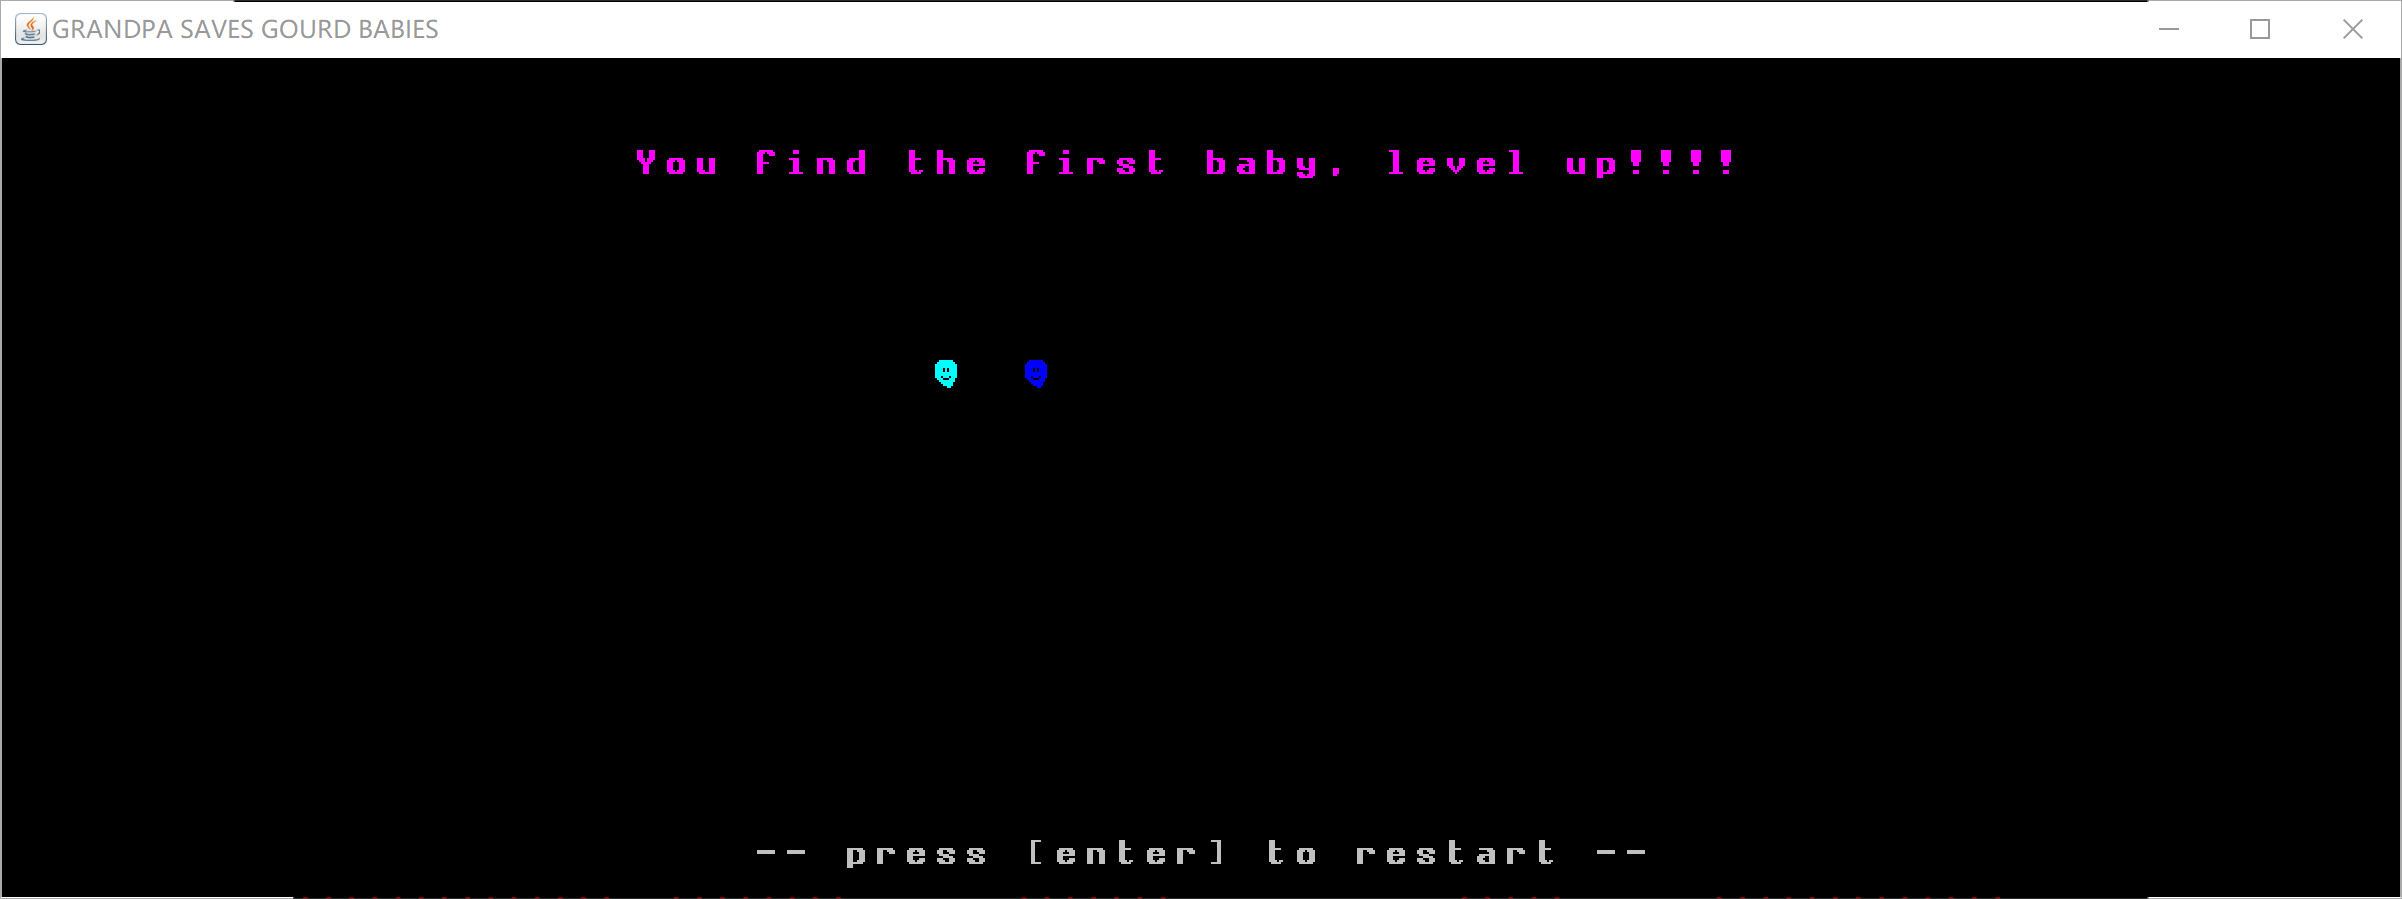 GRANDPA SAVES GOURD BABIES
You find the first baby, level up!!!!
-- press [enter] to restart --